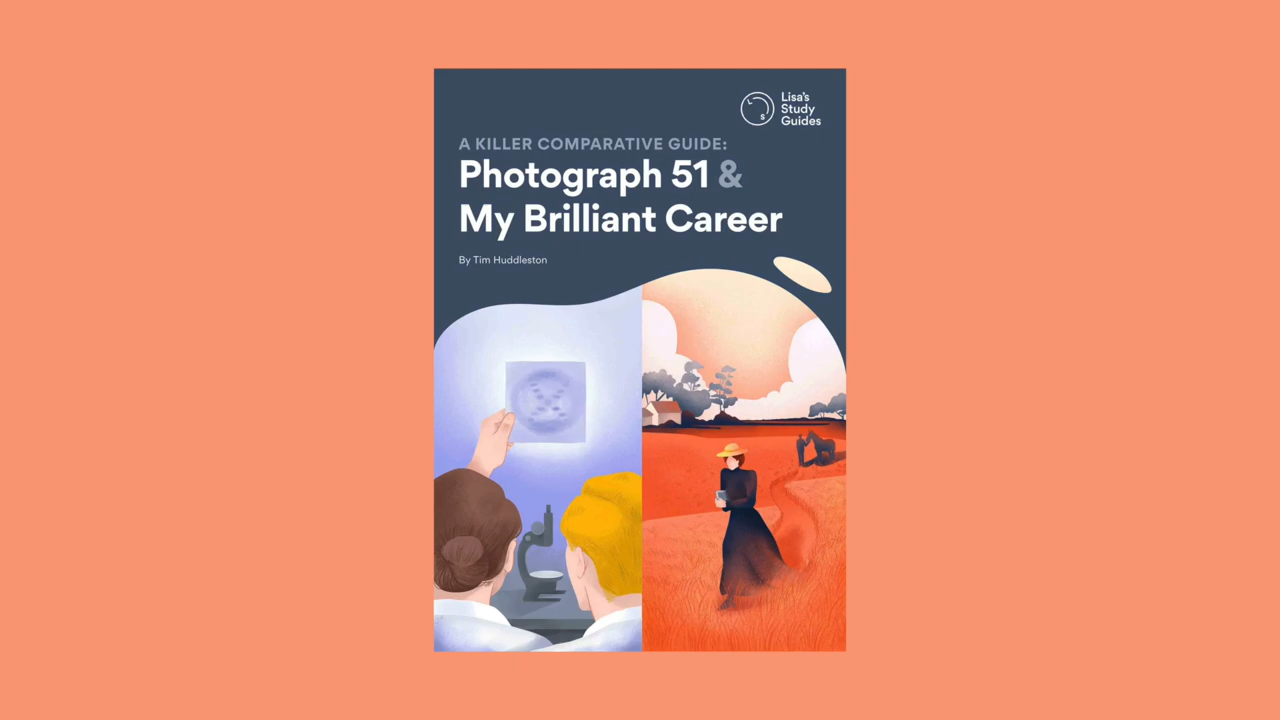 Lisa's
Study
Guides
L
S
A KILLER COMPARATIVE GUIDE:
Photograph 51 &
My Brilliant Career
By Tim Huddleston